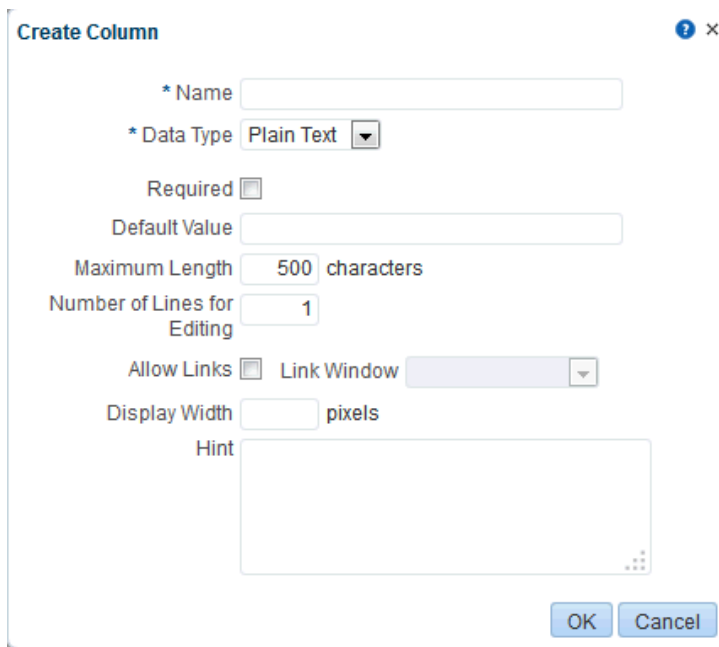 Create Column
* Name
* Data Type Plain Text
Required
Default Value
Maximum Length 500 characters
Number of Lines for
Editing 1
Allow Links Link Window
Display Width pixels
Hint
OK Cancel